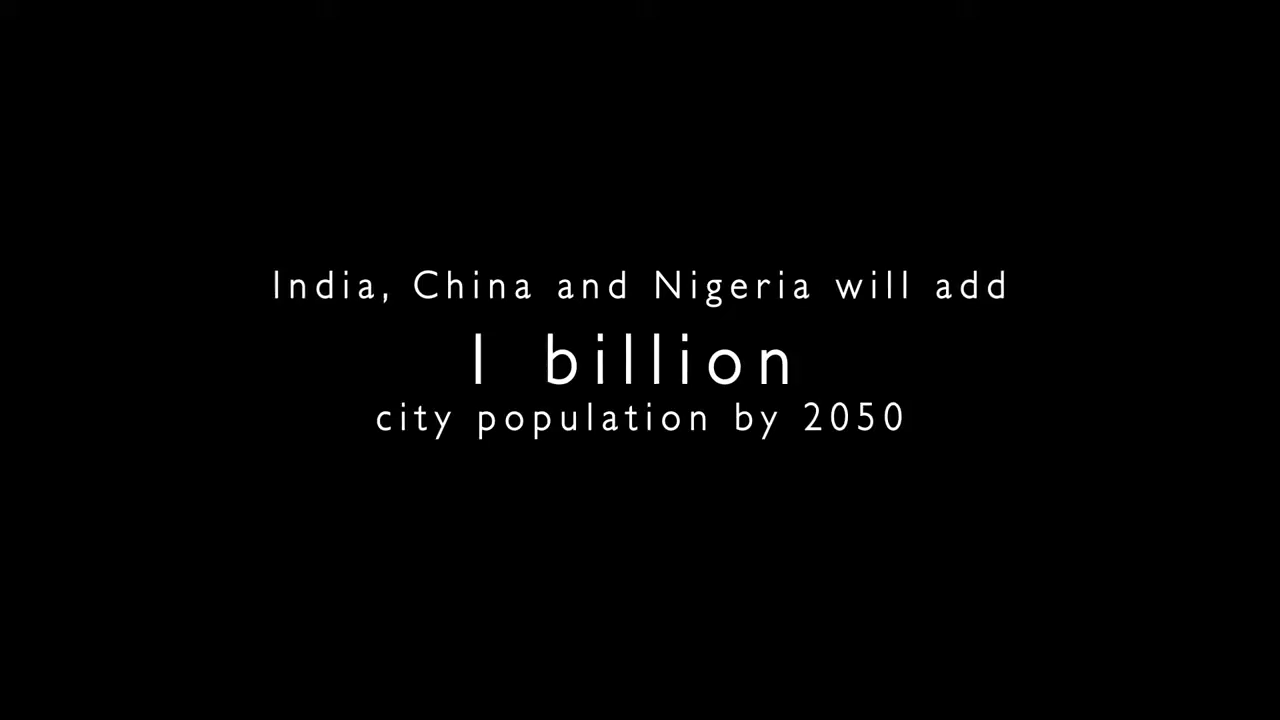 India, China and Nigeria will add
1 billion
city population by 2050